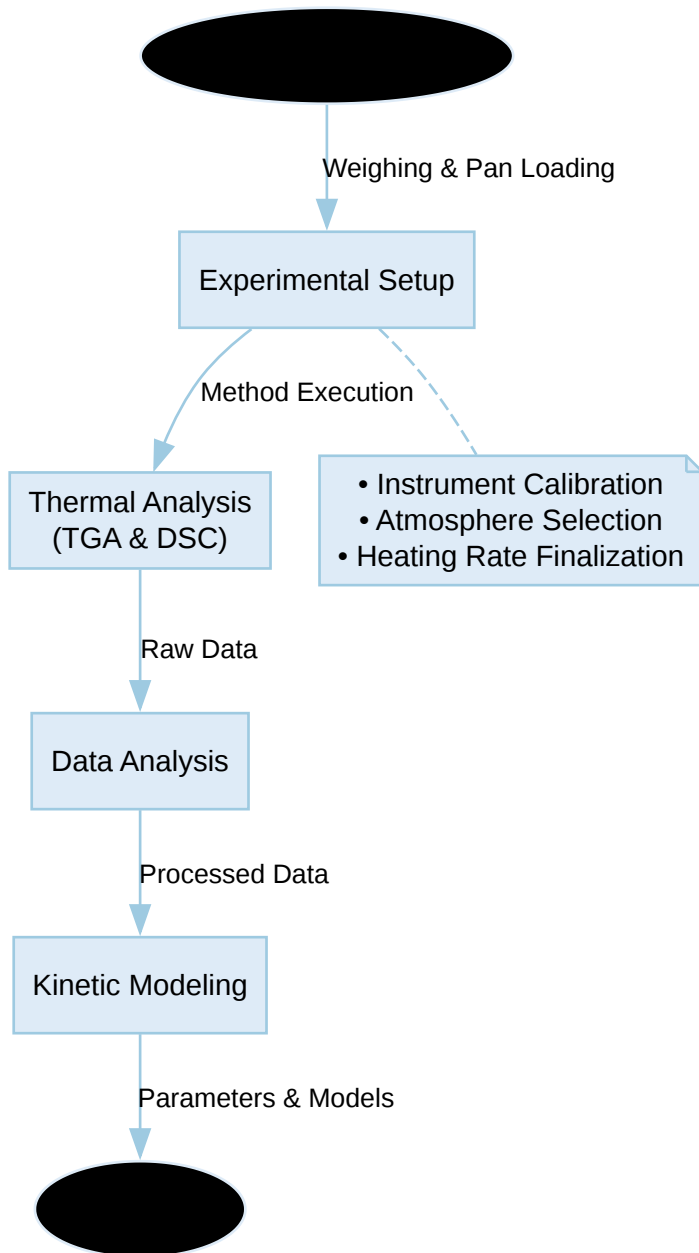 Weighing & Pan Loading
Experimental Setup
Method Execution
Thermal Analysis
(TGA & DSC)
• Instrument Calibration
• Atmosphere Selection
• Heating Rate Finalization
Raw Data
Data Analysis
Processed Data
Kinetic Modeling
Parameters & Models